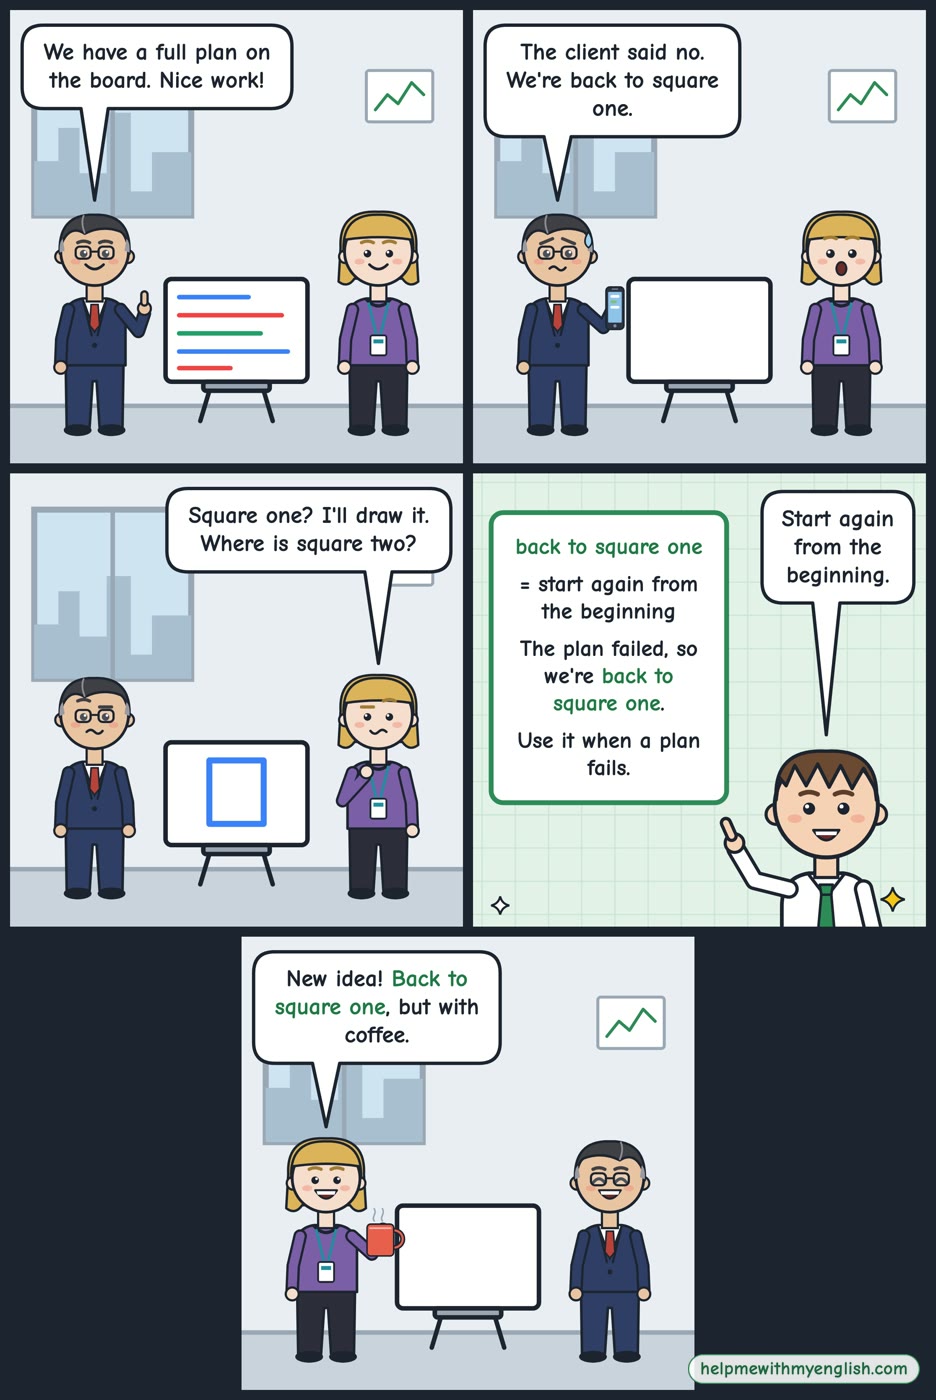 We have a full plan on
the board. Nice work!
The client said no.
We're back to square
one.
Square one? I'll draw it.
Where is square two?
back to square one
= start again from
the beginning
The plan failed, so
we're back to
square one.
Use it when a plan
fails.
Start again
from the
beginning.
New idea! Back to
square one, but with
coffee.
helpmewithmyenglish.com